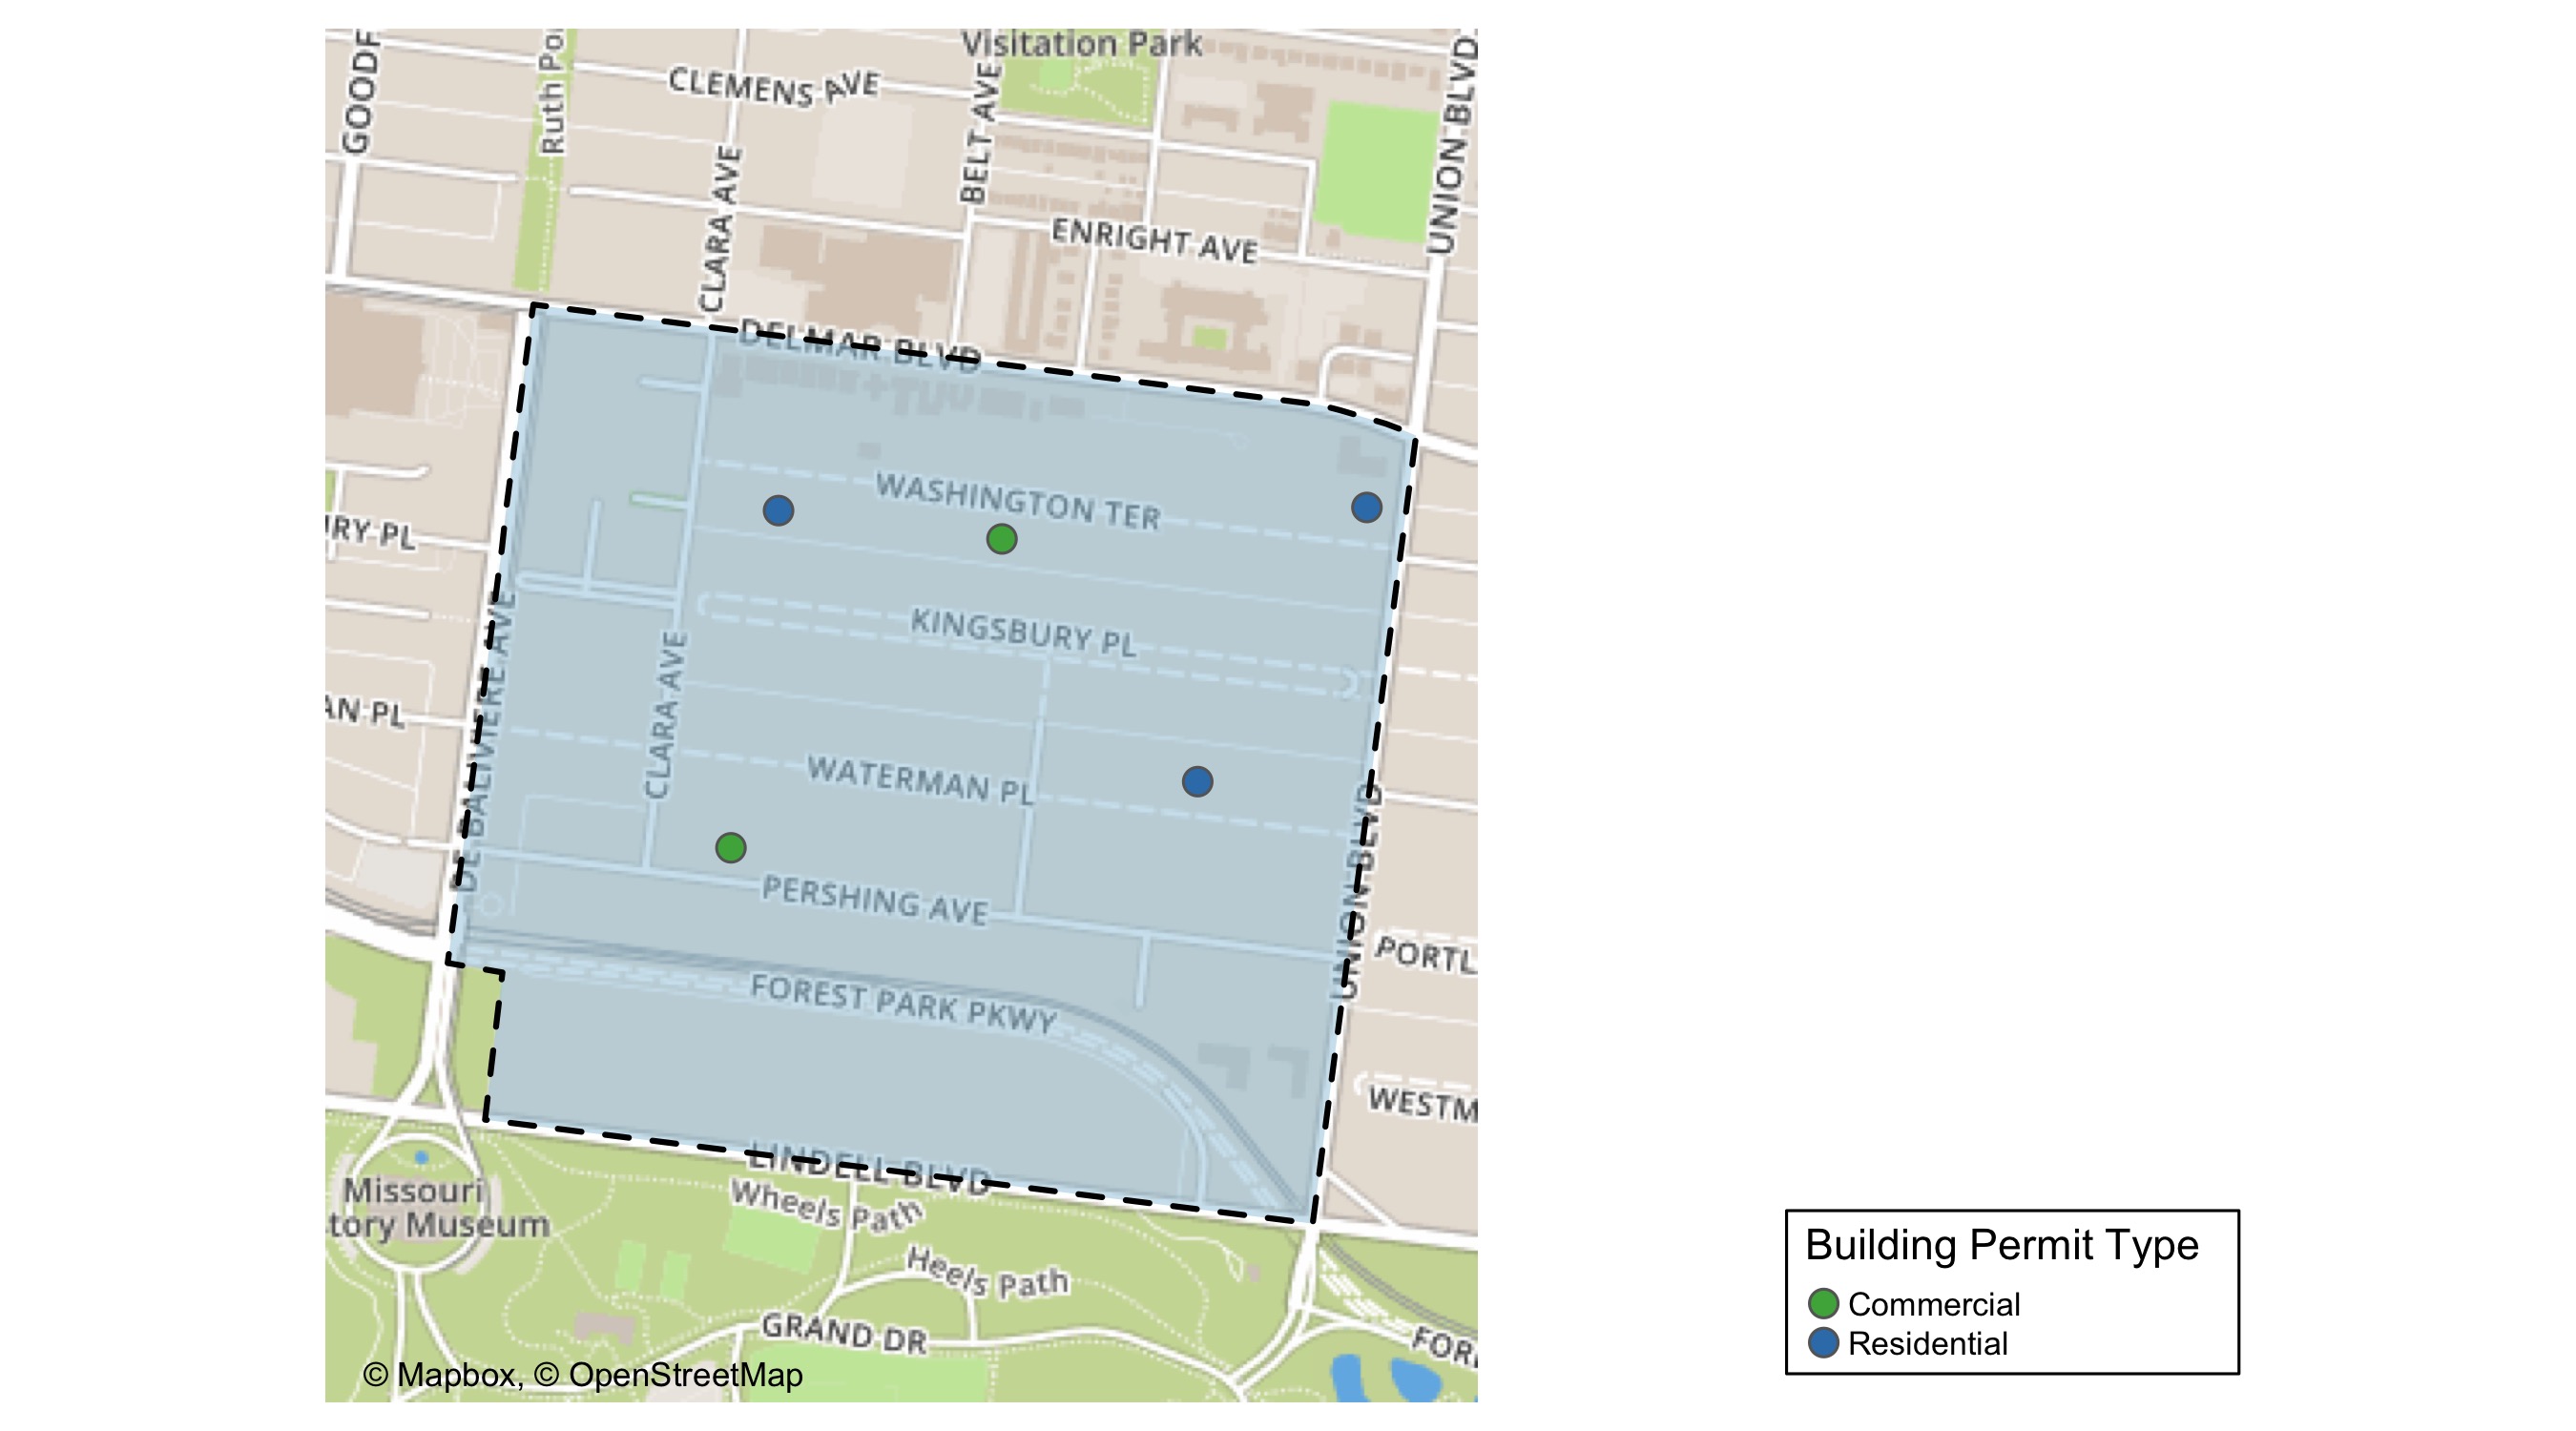 Visitation Park
GOODF
Ruth Po
CLEMENS AVE
BELT AVE
UNION BLVD
CLARA AVE
ENRIGHT AVE
DELMAR BLVD
WASHINGTON TER
URY PL
KINGSBURY PL
DE BALIVIERE AVE
CLARA AVE
AN PL
WATERMAN PL
UNION BLVD
PERSHING AVE
PORTL
FOREST PARK PKWY
WESTM
LINDELL BLVD
Missouri
tory Museum
Wheels Path
Heels Path
GRAND DR
FOR
© Mapbox, © OpenStreetMap
Building Permit Type
Commercial
Residential